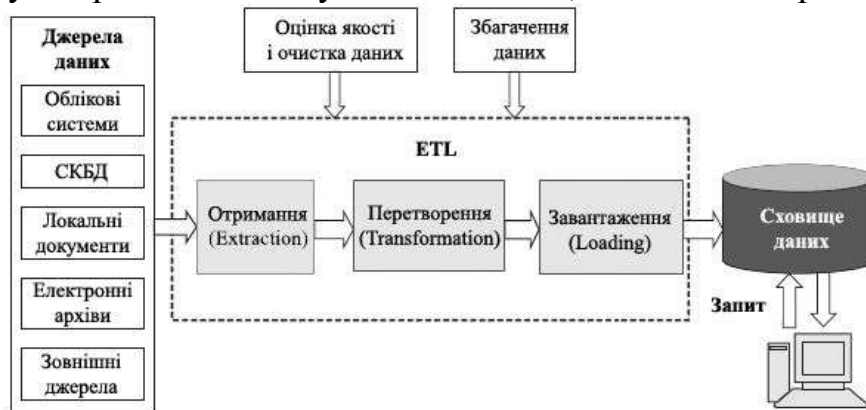 Джерела
даних
Облікові
системи
СКБД
Локальні
документи
Електронні
архіви
Зовнішні
джерела
Оцінка якості
і очистка даних
Збагачення
даних
ETL
Отримання
(Extraction)
Перетворення
(Transformation)
Завантаження
(Loading)
Сховище
даних
Запит